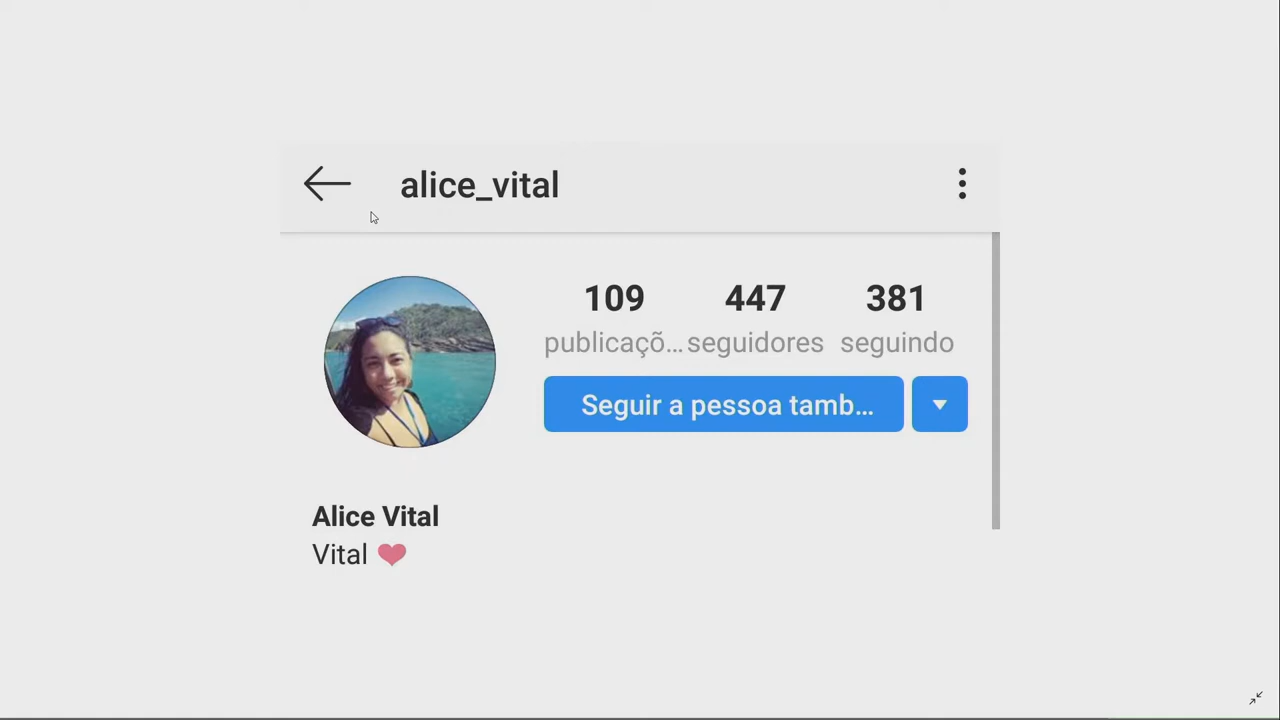 alice_vital
109 447 381
publicaçõ... seguidores seguindo
Seguir a pessoa tamb...
Alice Vital
Vital ❤